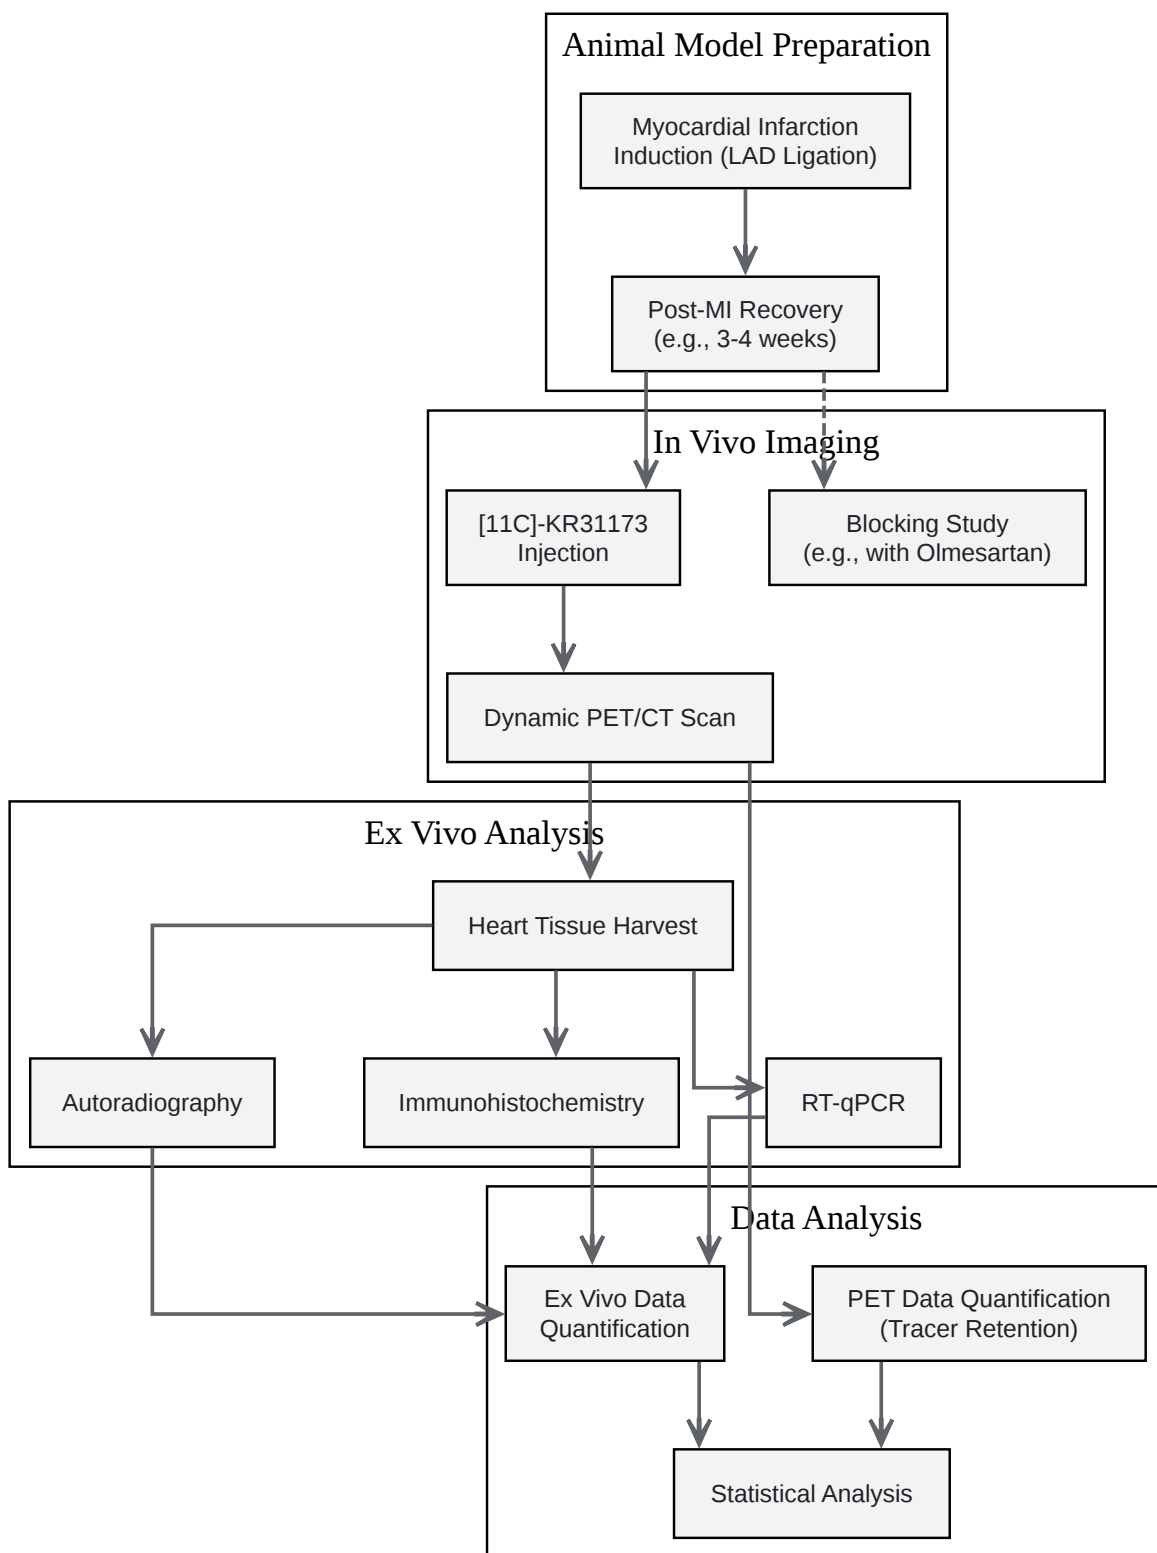 Animal Model Preparation
Myocardial Infarction
Induction (LAD Ligation)
Post-MI Recovery
(e.g., 3-4 weeks)
In Vivo Imaging
[11C]-KR31173
Injection
Blocking Study
(e.g., with Olmesartan)
Dynamic PET/CT Scan
Ex Vivo Analysis
Heart Tissue Harvest
Autoradiography
Immunohistochemistry
RT-qPCR
Data Analysis
Ex Vivo Data
Quantification
PET Data Quantification
(Tracer Retention)
Statistical Analysis